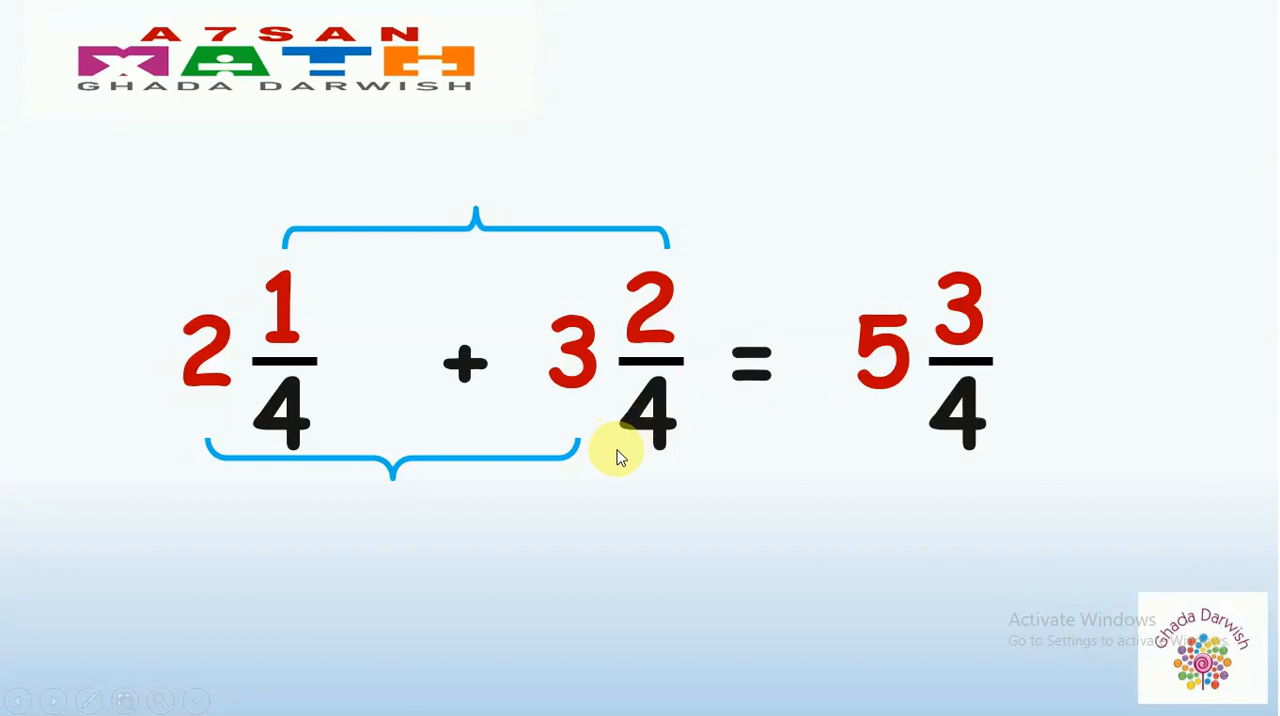 A 7 S A N
MATH
GHADA DARWISH
2 1/4 + 3 2/4 = 5 3/4
Activate Windows
Go to Settings to activate Windows.
Ghada Darwish